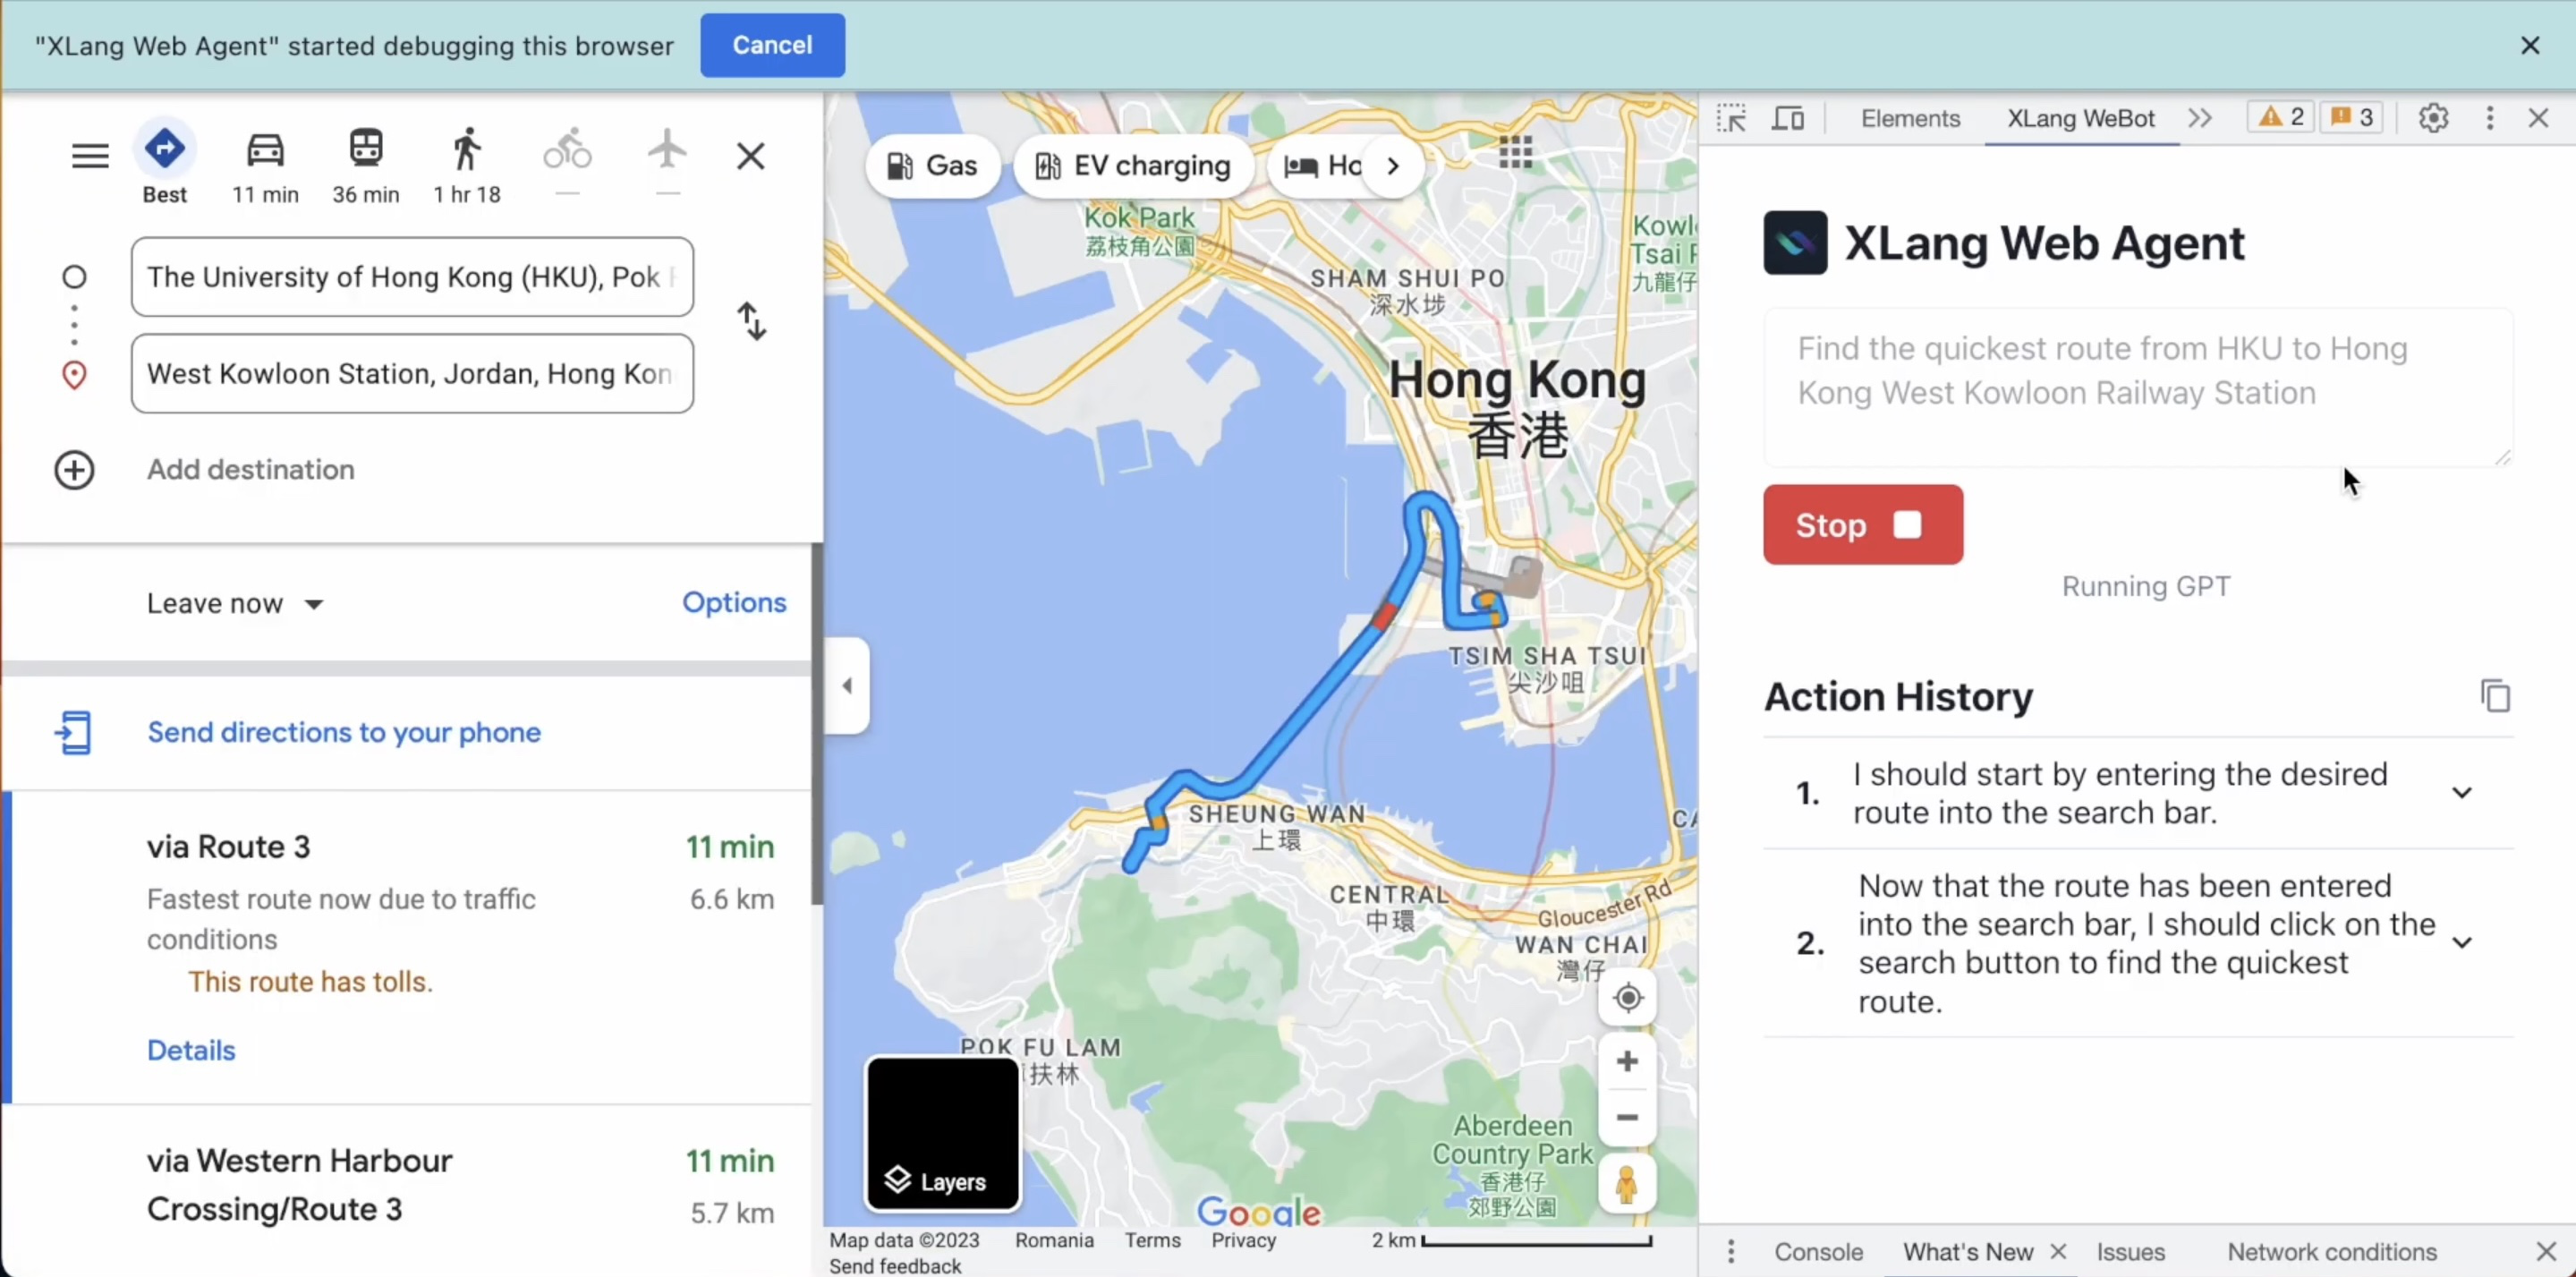 "XLang Web Agent" started debugging this browser
Cancel
Best
11 min
36 min
1 hr 18
The University of Hong Kong (HKU), Pok
West Kowloon Station, Jordan, Hong Kon
Add destination
Leave now
Options
Send directions to your phone
via Route 3
11 min
Fastest route now due to traffic
6.6 km
conditions
This route has tolls.
Details
via Western Harbour
11 min
Crossing/Route 3
5.7 km
Gas
EV charging
Ho
Kok Park
荔枝角公園
Kowl
Tsai
九龍仔
SHAM SHUI PO
深水埗
Hong Kong
香港
TSIM SHA TSUI
尖沙咀
SHEUNG WAN
上環
CA
CENTRAL
中環
Gloucester Rd
WAN CHAI
灣仔
POK FU LAM
扶林
Aberdeen
Country Park
香港仔
郊野公園
Layers
Google
Map data ©2023
Romania
Terms
Privacy
2 km
Send feedback
Elements
XLang WeBot
2
3
XLang Web Agent
Find the quickest route from HKU to Hong
Kong West Kowloon Railway Station
Stop
Running GPT
Action History
1.
I should start by entering the desired
route into the search bar.
2.
Now that the route has been entered
into the search bar, I should click on the
search button to find the quickest
route.
Console
What's New
Issues
Network conditions